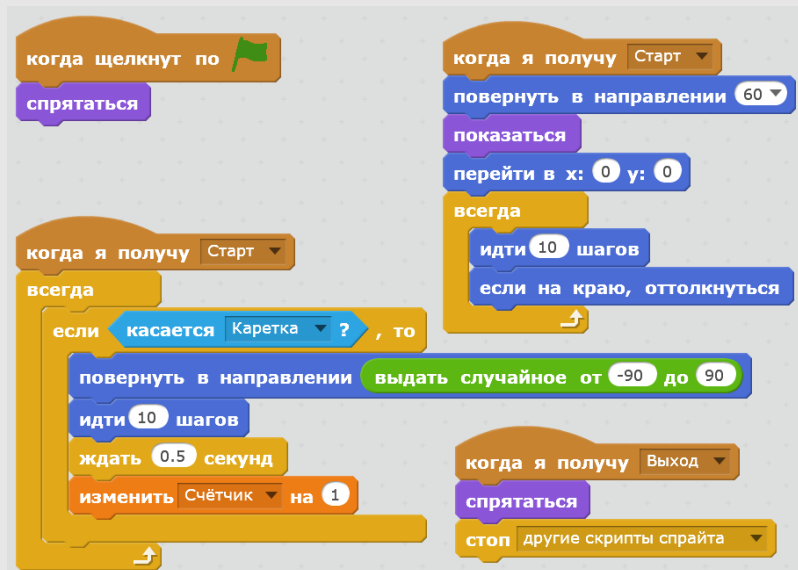 когда щелкнут по
спрятаться
когда я получу Старт
повернуть в направлении 60
показаться
перейти в x: 0 y: 0
всегда
идти 10 шагов
если на краю, оттолкнуться
когда я получу Старт
всегда
если касается Каретка ? , то
повернуть в направлении выдать случайное от -90 до 90
идти 10 шагов
ждать 0.5 секунд
изменить Счётчик на 1
когда я получу Выход
спрятаться
стоп другие скрипты спрайта